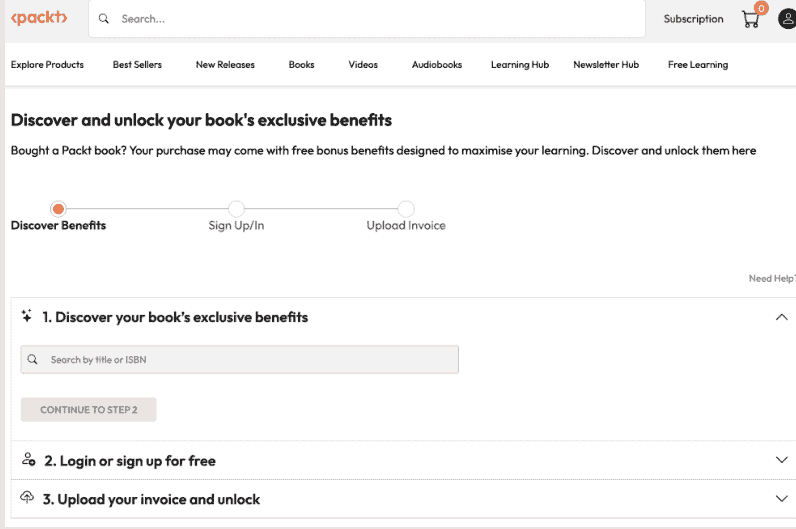 <packt>
Search...
Subscription
0
Explore Products
Best Sellers
New Releases
Books
Videos
Audiobooks
Learning Hub
Newsletter Hub
Free Learning
Discover and unlock your book's exclusive benefits
Bought a Packt book? Your purchase may come with free bonus benefits designed to maximise your learning. Discover and unlock them here
Discover Benefits
Sign Up/In
Upload Invoice
Need Help?
1. Discover your book's exclusive benefits
Search by title or ISBN
CONTINUE TO STEP 2
2. Login or sign up for free
3. Upload your invoice and unlock